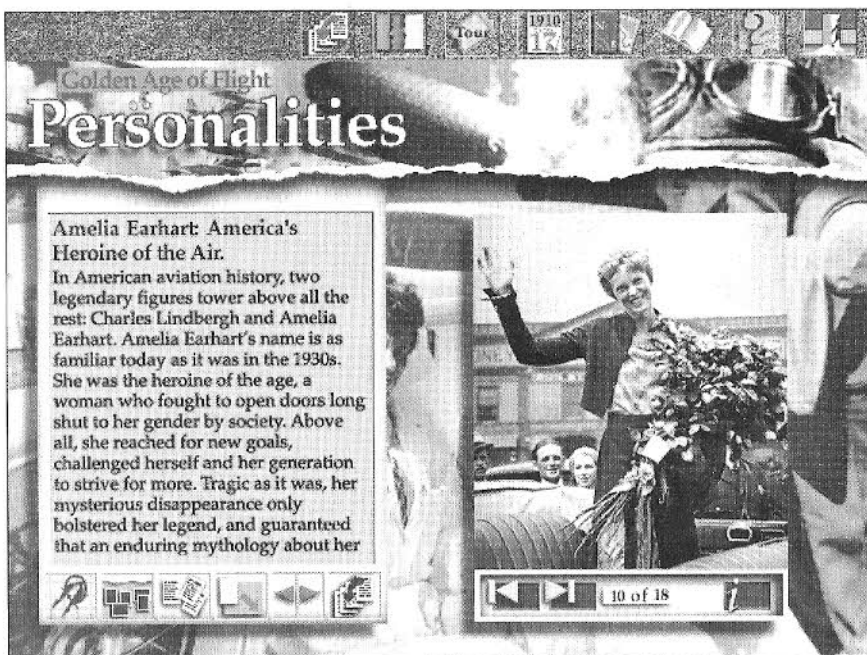 Tour
1910
17
Golden Age of Flight
Personalities
Amelia Earhart: America's
Heroine of the Air.
In American aviation history, two
legendary figures tower above all the
rest: Charles Lindbergh and Amelia
Earhart. Amelia Earhart's name is as
familiar today as it was in the 1930s.
She was the heroine of the age, a
woman who fought to open doors long
shut to her gender by society. Above
all, she reached for new goals,
challenged herself and her generation
to strive for more. Tragic as it was, her
mysterious disappearance only
bolstered her legend, and guaranteed
that an enduring mythology about her
10 of 18
i